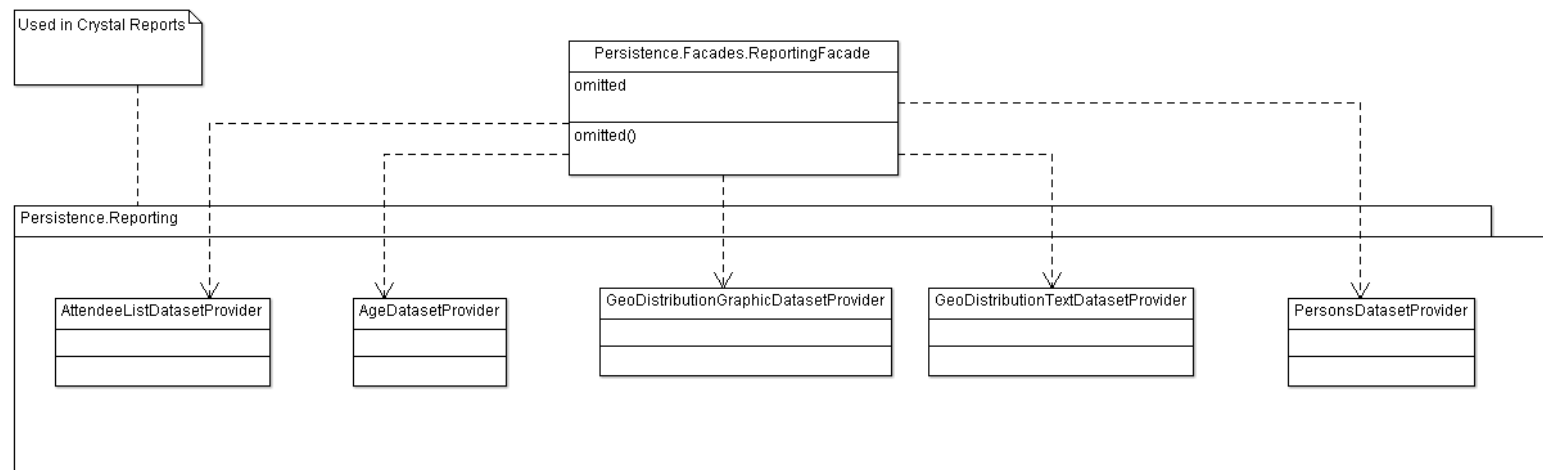 Used in Crystal Reports
Persistence.Facades.ReportingFacade
omitted
omitted()
Persistence.Reporting
AttendeeListDatasetProvider
AgeDatasetProvider
GeoDistributionGraphicDatasetProvider
GeoDistributionTextDatasetProvider
PersonsDatasetProvider